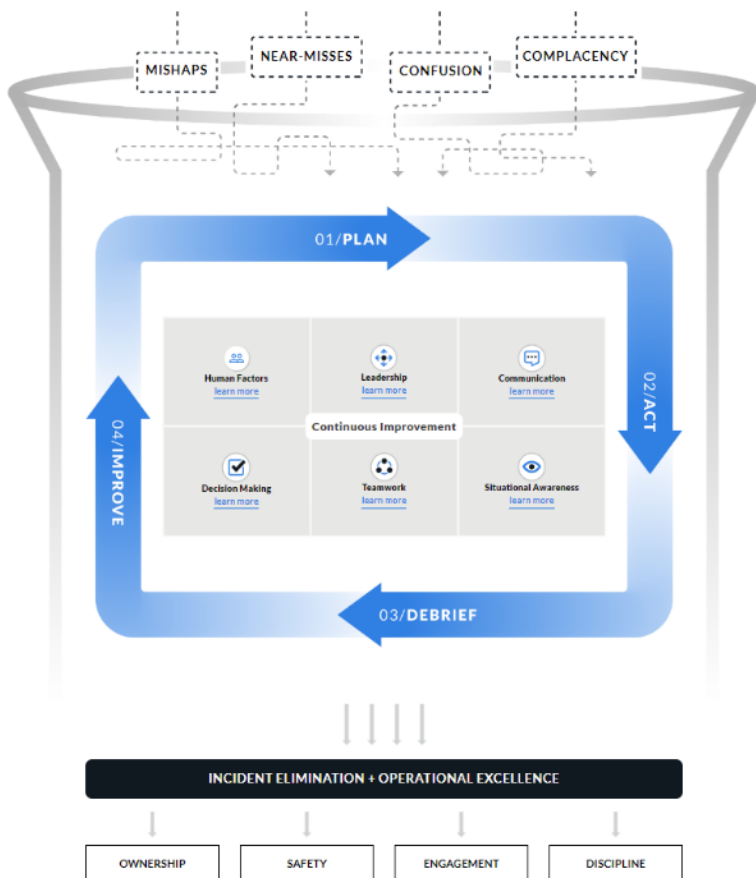 MISHAPS
NEAR-MISSES
CONFUSION
COMPLACENCY
01/PLAN
02/ACT
03/DEBRIEF
04/IMPROVE
Human Factors
learn more
Leadership
learn more
Communication
learn more
Continuous Improvement
Decision Making
learn more
Teamwork
learn more
Situational Awareness
learn more
INCIDENT ELIMINATION + OPERATIONAL EXCELLENCE
OWNERSHIP
SAFETY
ENGAGEMENT
DISCIPLINE